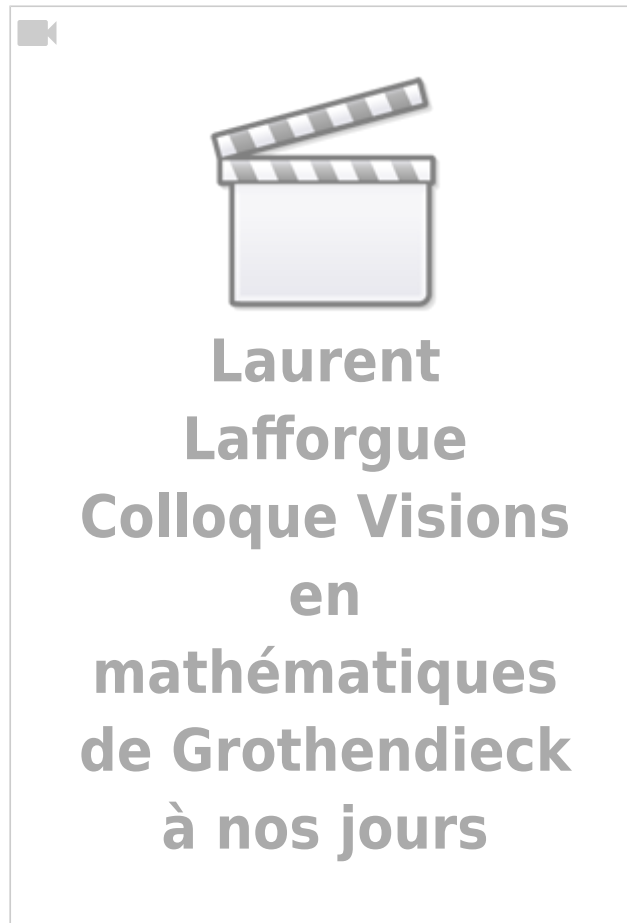 Laurent
Lafforgue
Colloque Visions
en
mathématiques
de Grothendieck
à nos jours